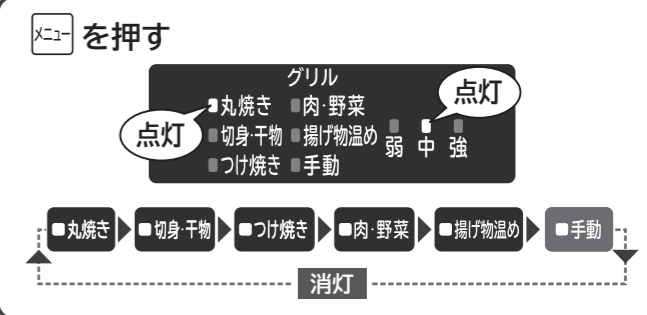 メニュー を押す
グリル
点灯
点灯
丸焼き 肉・野菜
切身・干物 揚げ物温め
つけ焼き 手動
弱 中 強
丸焼き 切身・干物 つけ焼き 肉・野菜 揚げ物温め 手動
消灯